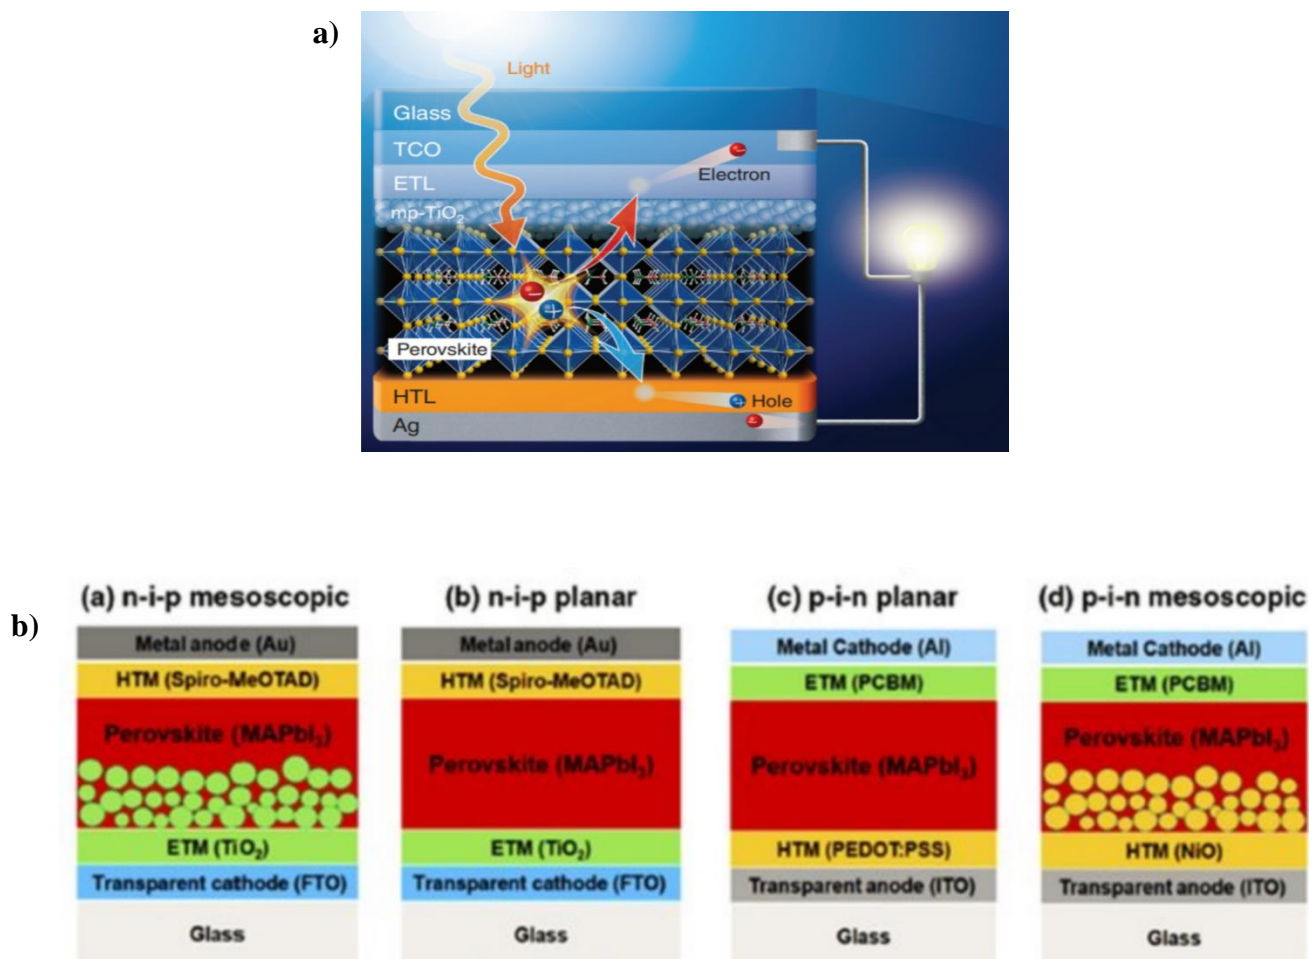 a)
Light
Glass
TCO
Electron
ETL
mp-TiO₂
Perovskite
HTL
Hole
Ag
b)
(a) n-i-p mesoscopic
Metal anode (Au)
HTM (Spiro-MeOTAD)
Perovskite (MAPbI₃)
ETM (TiO₂)
Transparent cathode (FTO)
Glass
(b) n-i-p planar
Metal anode (Au)
HTM (Spiro-MeOTAD)
Perovskite (MAPbI₃)
ETM (TiO₂)
Transparent cathode (FTO)
Glass
(c) p-i-n planar
Metal Cathode (Al)
ETM (PCBM)
Perovskite (MAPbI₃)
HTM (PEDOT:PSS)
Transparent anode (ITO)
Glass
(d) p-i-n mesoscopic
Metal Cathode (Al)
ETM (PCBM)
Perovskite (MAPbI₃)
HTM (NiO)
Transparent anode (ITO)
Glass